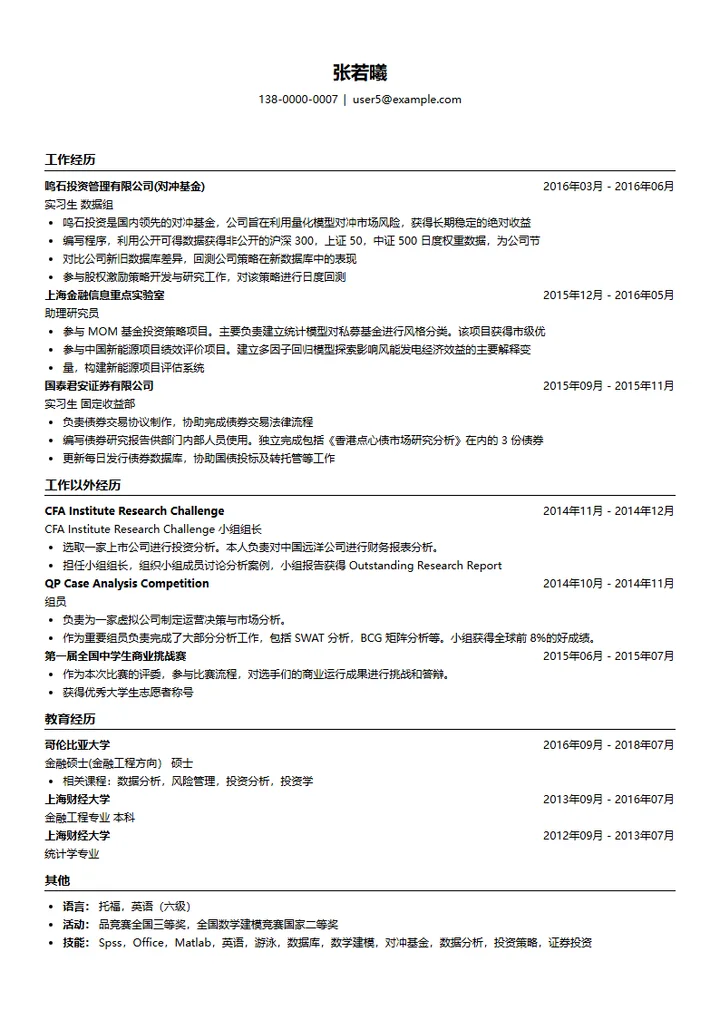 张若曦
138-0000-0007 | user5@example.com
工作经历
鸣石投资管理有限公司(对冲基金) 2016年03月 - 2016年06月
实习生 数据组
• 鸣石投资是国内领先的对冲基金，公司旨在利用量化模型对冲市场风险，获得长期稳定的绝对收益
• 编写程序，利用公开可得数据获得非公开的沪深 300，上证 50，中证 500 日度权重数据，为公司节
• 对比公司新旧数据库差异，回测公司策略在新数据库中的表现
• 参与股权激励策略开发与研究工作，对该策略进行日度回测
上海金融信息重点实验室 2015年12月 - 2016年05月
助理研究员
• 参与 MOM 基金投资策略项目。主要负责建立统计模型对私募基金进行风格分类。该项目获得市级优
• 参与中国新能源项目绩效评价项目。建立多因子回归模型探索影响风能发电经济效益的主要解释变
• 量，构建新能源项目评估系统
国泰君安证券有限公司 2015年09月 - 2015年11月
实习生 固定收益部
• 负责债券交易协议制作，协助完成债券交易法律流程
• 编写债券研究报告供部门内部人员使用。独立完成包括《香港点心债市场研究分析》在内的 3 份债券
• 更新每日发行债券数据库，协助国债投标及转托管等工作
工作以外经历
CFA Institute Research Challenge 2014年11月 - 2014年12月
CFA Institute Research Challenge 小组组长
• 选取一家上市公司进行投资分析。本人负责对中国远洋公司进行财务报表分析。
• 担任小组组长，组织小组成员讨论分析案例，小组报告获得 Outstanding Research Report
QP Case Analysis Competition 2014年10月 - 2014年11月
组员
• 负责为一家虚拟公司制定运营决策与市场分析。
• 作为重要组员负责完成了大部分分析工作，包括 SWAT 分析，BCG 矩阵分析等。小组获得全球前 8%的好成绩。
第一届全国中学生商业挑战赛 2015年06月 - 2015年07月
• 作为本次比赛的评委，参与比赛流程，对选手们的商业运行成果进行挑战和答辩。
• 获得优秀大学生志愿者称号
教育经历
哥伦比亚大学 2016年09月 - 2018年07月
金融硕士(金融工程方向） 硕士
• 相关课程：数据分析，风险管理，投资分析，投资学
上海财经大学 2013年09月 - 2016年07月
金融工程专业 本科
上海财经大学 2012年09月 - 2013年07月
统计学专业
其他
• 语言： 托福，英语（六级）
• 活动： 品竞赛全国三等奖，全国数学建模竞赛国家二等奖
• 技能： Spss，Office，Matlab，英语，游泳，数据库，数学建模，对冲基金，数据分析，投资策略，证券投资